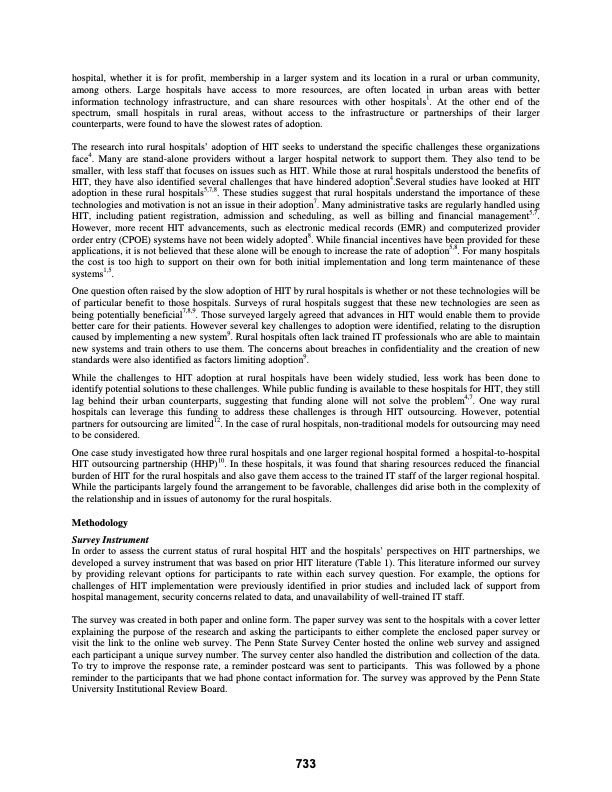 hospital, whether it is for profit, membership in a larger system and its location in a rural or urban community,
among others. Large hospitals have access to more resources, are often located in urban areas with better
information technology infrastructure, and can share resources with other hospitals1. At the other end of the
spectrum, small hospitals in rural areas, without access to the infrastructure or partnerships of their larger
counterparts, were found to have the slowest rates of adoption.
The research into rural hospitals' adoption of HIT seeks to understand the specific challenges these organizations
face4. Many are stand-alone providers without a larger hospital network to support them. They also tend to be
smaller, with less staff that focuses on issues such as HIT. While those at rural hospitals understood the benefits of
HIT, they have also identified several challenges that have hindered adoption6.Several studies have looked at HIT
adoption in these rural hospitals5,7,8. These studies suggest that rural hospitals understand the importance of these
technologies and motivation is not an issue in their adoption7. Many administrative tasks are regularly handled using
HIT, including patient registration, admission and scheduling, as well as billing and financial management5,7.
However, more recent HIT advancements, such as electronic medical records (EMR) and computerized provider
order entry (CPOE) systems have not been widely adopted8. While financial incentives have been provided for these
applications, it is not believed that these alone will be enough to increase the rate of adoption5,8. For many hospitals
the cost is too high to support on their own for both initial implementation and long term maintenance of these
systems1,5.
One question often raised by the slow adoption of HIT by rural hospitals is whether or not these technologies will be
of particular benefit to those hospitals. Surveys of rural hospitals suggest that these new technologies are seen as
being potentially beneficial7,8,9. Those surveyed largely agreed that advances in HIT would enable them to provide
better care for their patients. However several key challenges to adoption were identified, relating to the disruption
caused by implementing a new system9. Rural hospitals often lack trained IT professionals who are able to maintain
new systems and train others to use them. The concerns about breaches in confidentiality and the creation of new
standards were also identified as factors limiting adoption9.
While the challenges to HIT adoption at rural hospitals have been widely studied, less work has been done to
identify potential solutions to these challenges. While public funding is available to these hospitals for HIT, they still
lag behind their urban counterparts, suggesting that funding alone will not solve the problem4,7. One way rural
hospitals can leverage this funding to address these challenges is through HIT outsourcing. However, potential
partners for outsourcing are limited12. In the case of rural hospitals, non-traditional models for outsourcing may need
to be considered.
One case study investigated how three rural hospitals and one larger regional hospital formed a hospital-to-hospital
HIT outsourcing partnership (HHP)10. In these hospitals, it was found that sharing resources reduced the financial
burden of HIT for the rural hospitals and also gave them access to the trained IT staff of the larger regional hospital.
While the participants largely found the arrangement to be favorable, challenges did arise both in the complexity of
the relationship and in issues of autonomy for the rural hospitals.
Methodology
Survey Instrument
In order to assess the current status of rural hospital HIT and the hospitals' perspectives on HIT partnerships, we
developed a survey instrument that was based on prior HIT literature (Table 1). This literature informed our survey
by providing relevant options for participants to rate within each survey question. For example, the options for
challenges of HIT implementation were previously identified in prior studies and included lack of support from
hospital management, security concerns related to data, and unavailability of well-trained IT staff.
The survey was created in both paper and online form. The paper survey was sent to the hospitals with a cover letter
explaining the purpose of the research and asking the participants to either complete the enclosed paper survey or
visit the link to the online web survey. The Penn State Survey Center hosted the online web survey and assigned
each participant a unique survey number. The survey center also handled the distribution and collection of the data.
To try to improve the response rate, a reminder postcard was sent to participants. This was followed by a phone
reminder to the participants that we had phone contact information for. The survey was approved by the Penn State
University Institutional Review Board.
733